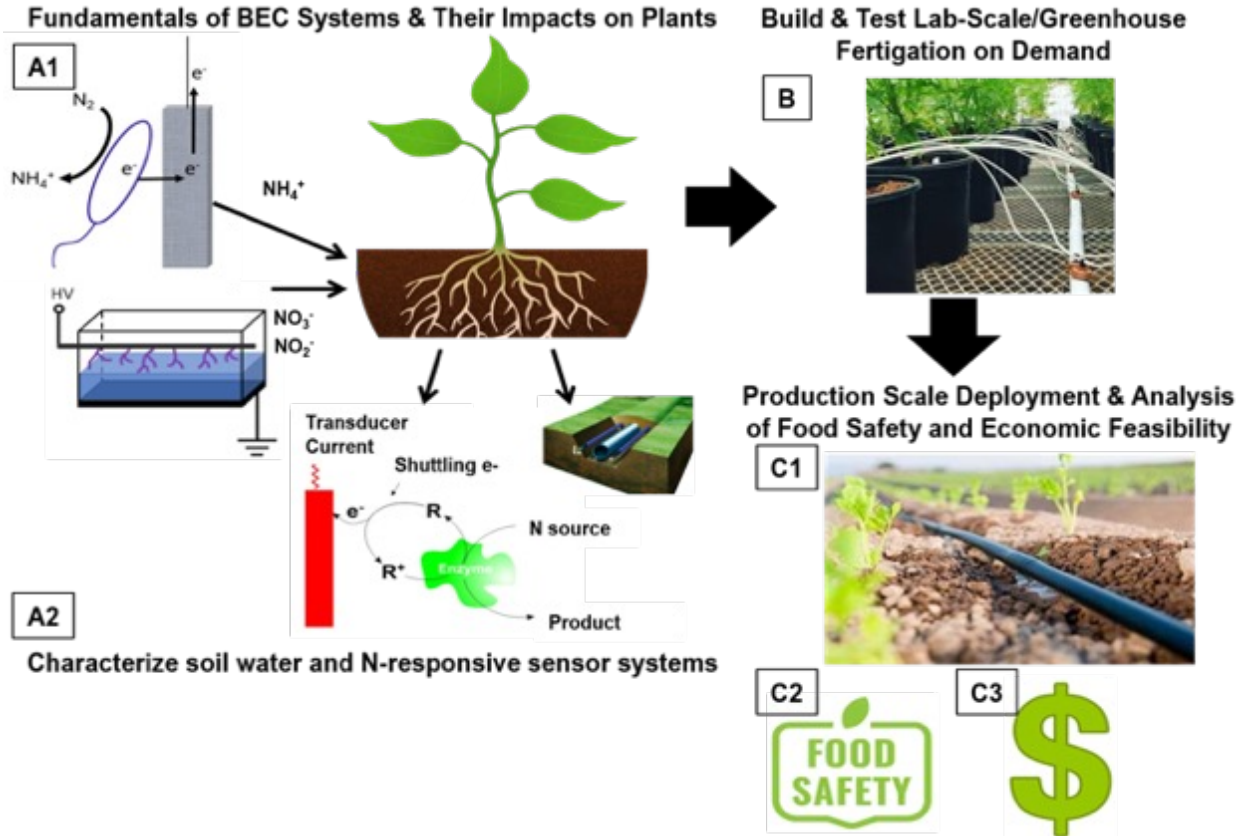 Fundamentals of BEC Systems & Their Impacts on Plants
A1
e-
N₂
e-
e-
NH₄⁺
NH₄⁺
HV
NO₃⁻
NO₂⁻
Transducer
Current
Shuttling e-
e-
R
N source
R⁺
Enzyme
Product
A2
Characterize soil water and N-responsive sensor systems
Build & Test Lab-Scale/Greenhouse
Fertigation on Demand
B
Production Scale Deployment & Analysis
of Food Safety and Economic Feasibility
C1
C2
FOOD
SAFETY
C3
$